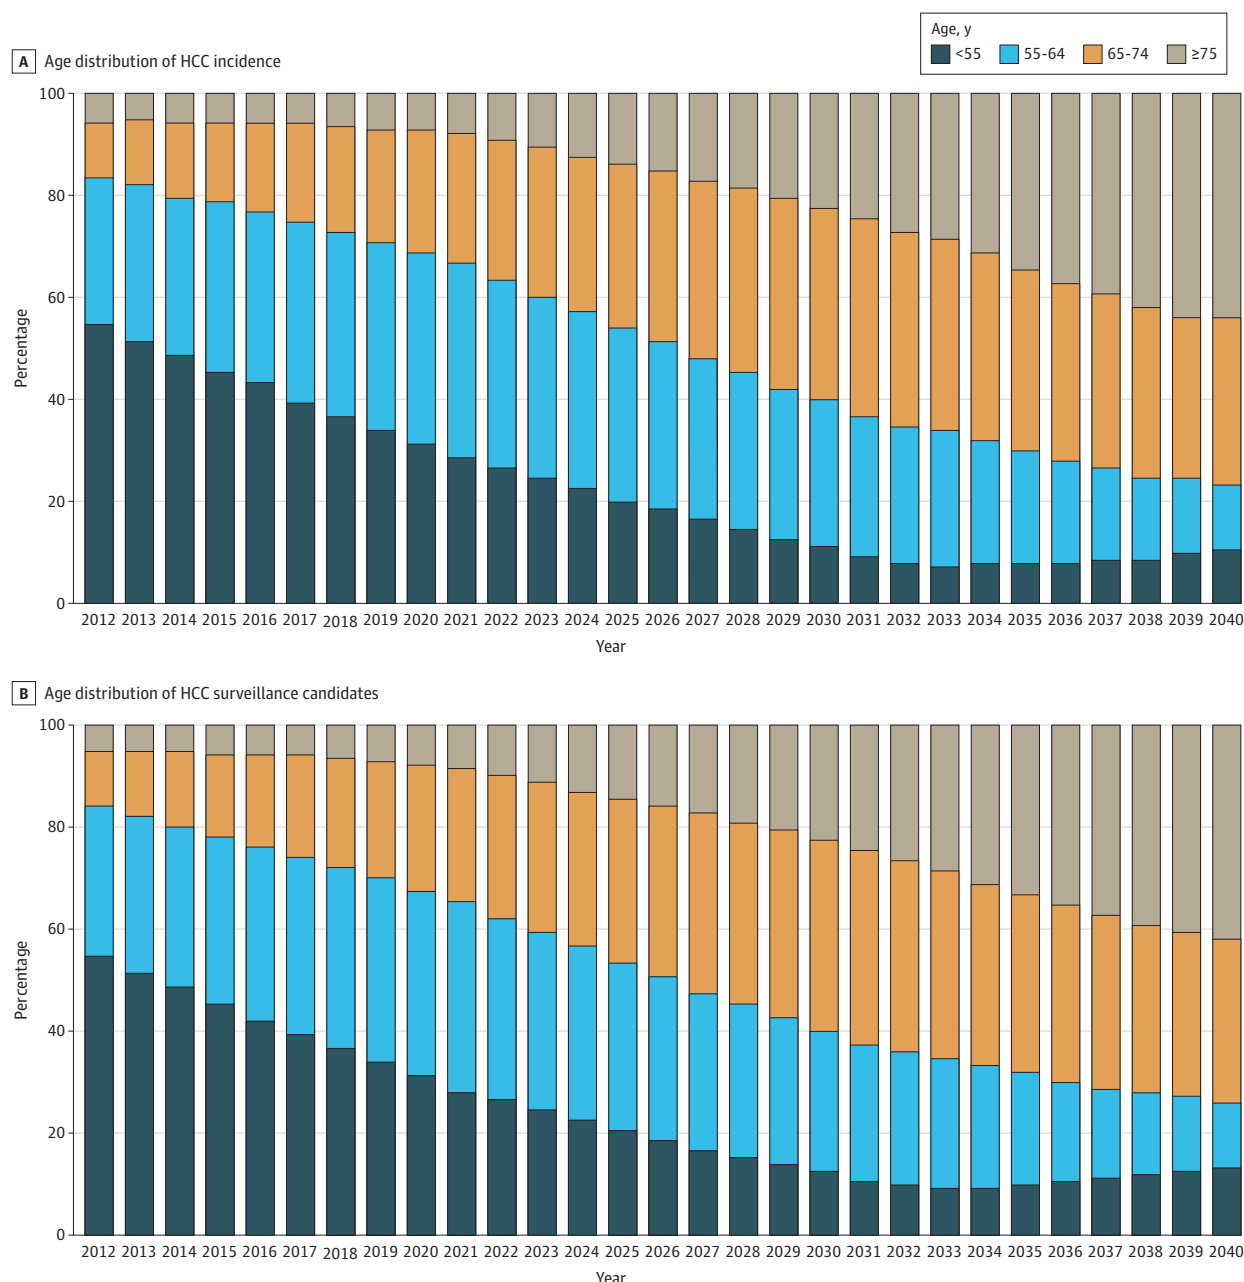 Age, y
<55 55-64 65-74 ≥75
A Age distribution of HCC incidence
100
80
60
40
20
0
Percentage
2012 2013 2014 2015 2016 2017 2018 2019 2020 2021 2022 2023 2024 2025 2026 2027 2028 2029 2030 2031 2032 2033 2034 2035 2036 2037 2038 2039 2040
Year
B Age distribution of HCC surveillance candidates
100
80
60
40
20
0
Percentage
2012 2013 2014 2015 2016 2017 2018 2019 2020 2021 2022 2023 2024 2025 2026 2027 2028 2029 2030 2031 2032 2033 2034 2035 2036 2037 2038 2039 2040
Year